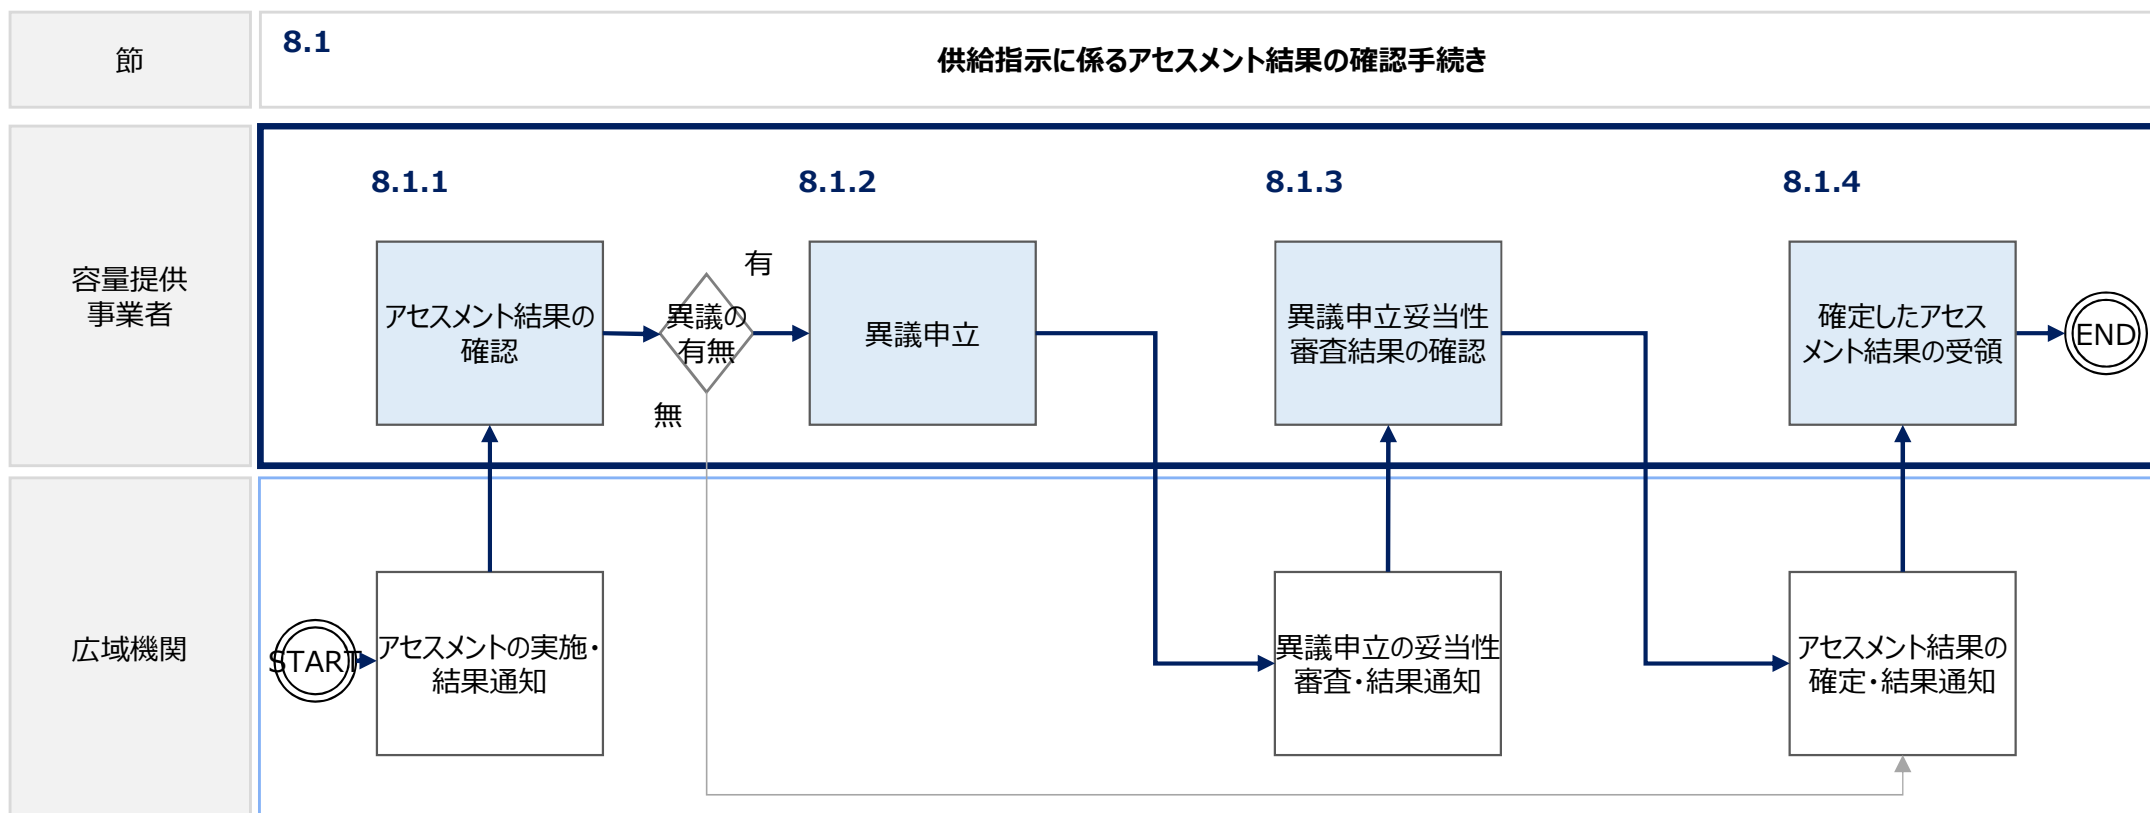 節
8.1
供給指示に係るアセスメント結果の確認手続き
容量提供
事業者
8.1.1
8.1.2
8.1.3
8.1.4
アセスメント結果の
確認
異議の
有無
有
無
異議申立
異議申立妥当性
審査結果の確認
確定したアセス
メント結果の受領
END
広域機関
START
アセスメントの実施・
結果通知
異議申立の妥当性
審査・結果通知
アセスメント結果の
確定・結果通知